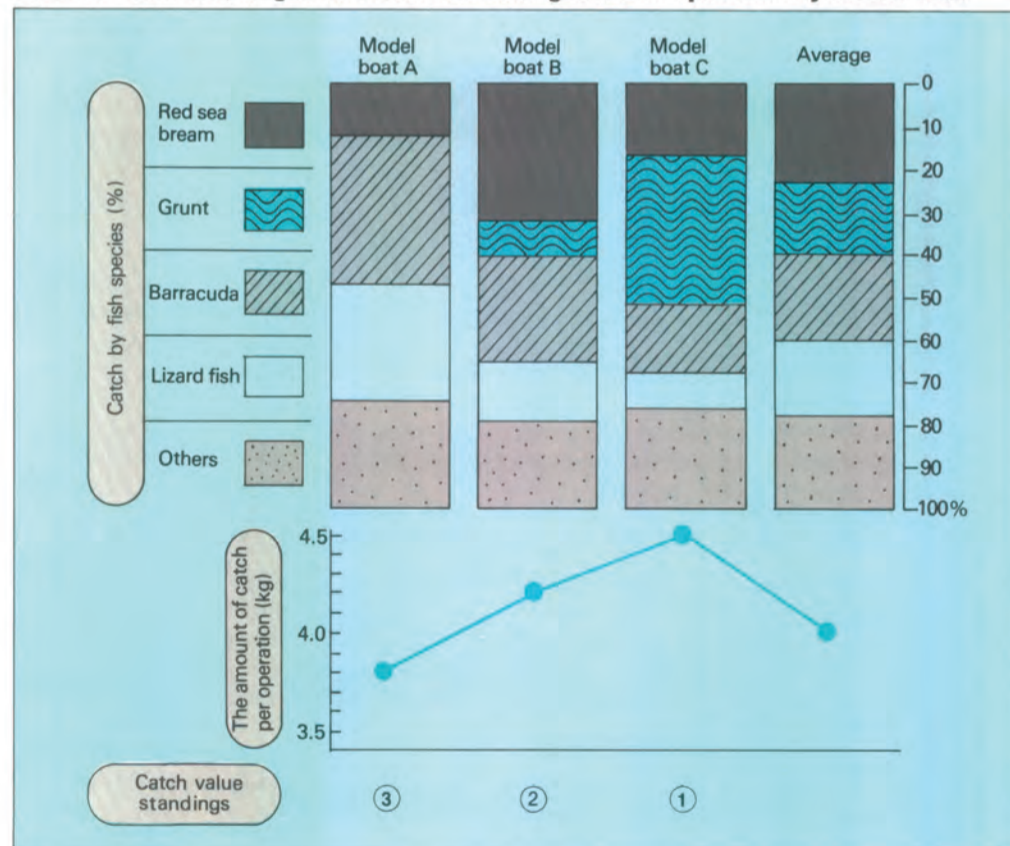 Model
boat A
Model
boat B
Model
boat C
Average
Catch by fish species (%)
Red sea
bream
Grunt
Barracuda
Lizard fish
Others
0
10
20
30
40
50
60
70
80
90
100%
The amount of catch
per operation (kg)
4.5
4.0
3.5
Catch value
standings
③
②
①